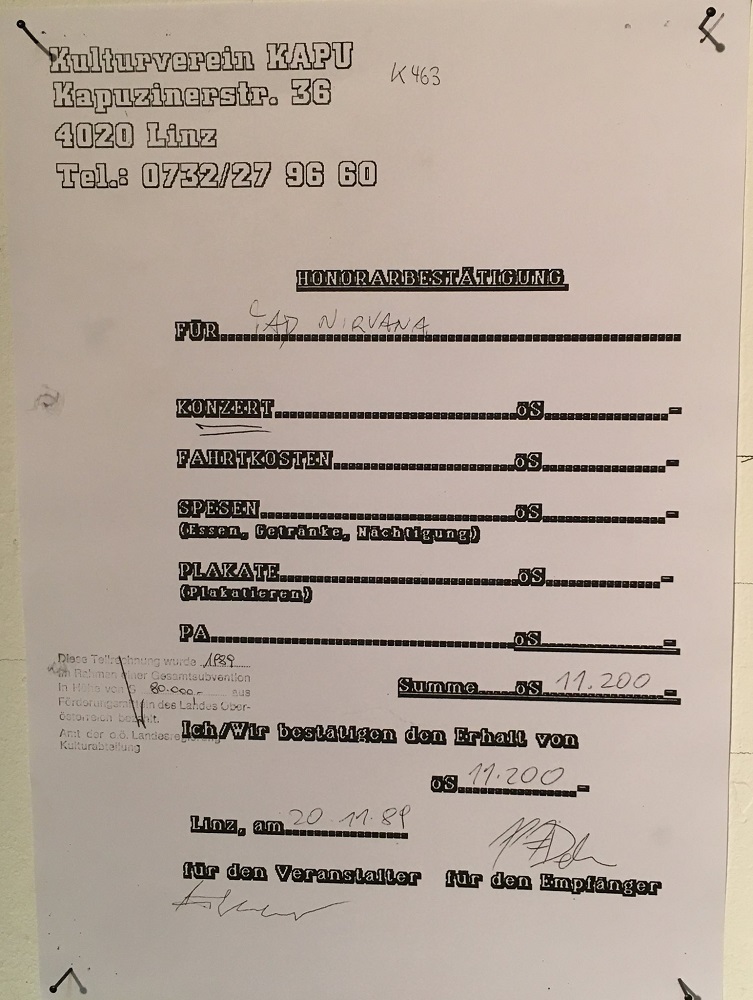 Kulturverein KAPU
K463
Kapuzinerstr. 36
4020 Linz
Tel.: 0732/27 96 60
HONORARBESTÄTIGUNG
FÜR TAD NIRVANA
KONZERT öS -
FAHRTKOSTEN öS -
SPESEN öS -
(Essen, Getränke, Nächtigung)
PLAKATE öS -
(Plakatieren)
PA öS -
Diese Teilrechnung wurde 1989
im Rahmen einer Gesamtsubvention
in Höhe von S 80.000,- aus
Förderungsmitteln des Landes Ober-
österreich bezahlt.
Amt der o.ö. Landesregierung
Kulturabteilung
Summe öS 11.200 -
Ich/Wir bestätigen den Erhalt von
öS 11.200 -
Linz, am 20.11.89
für den Veranstalter für den Empfänger